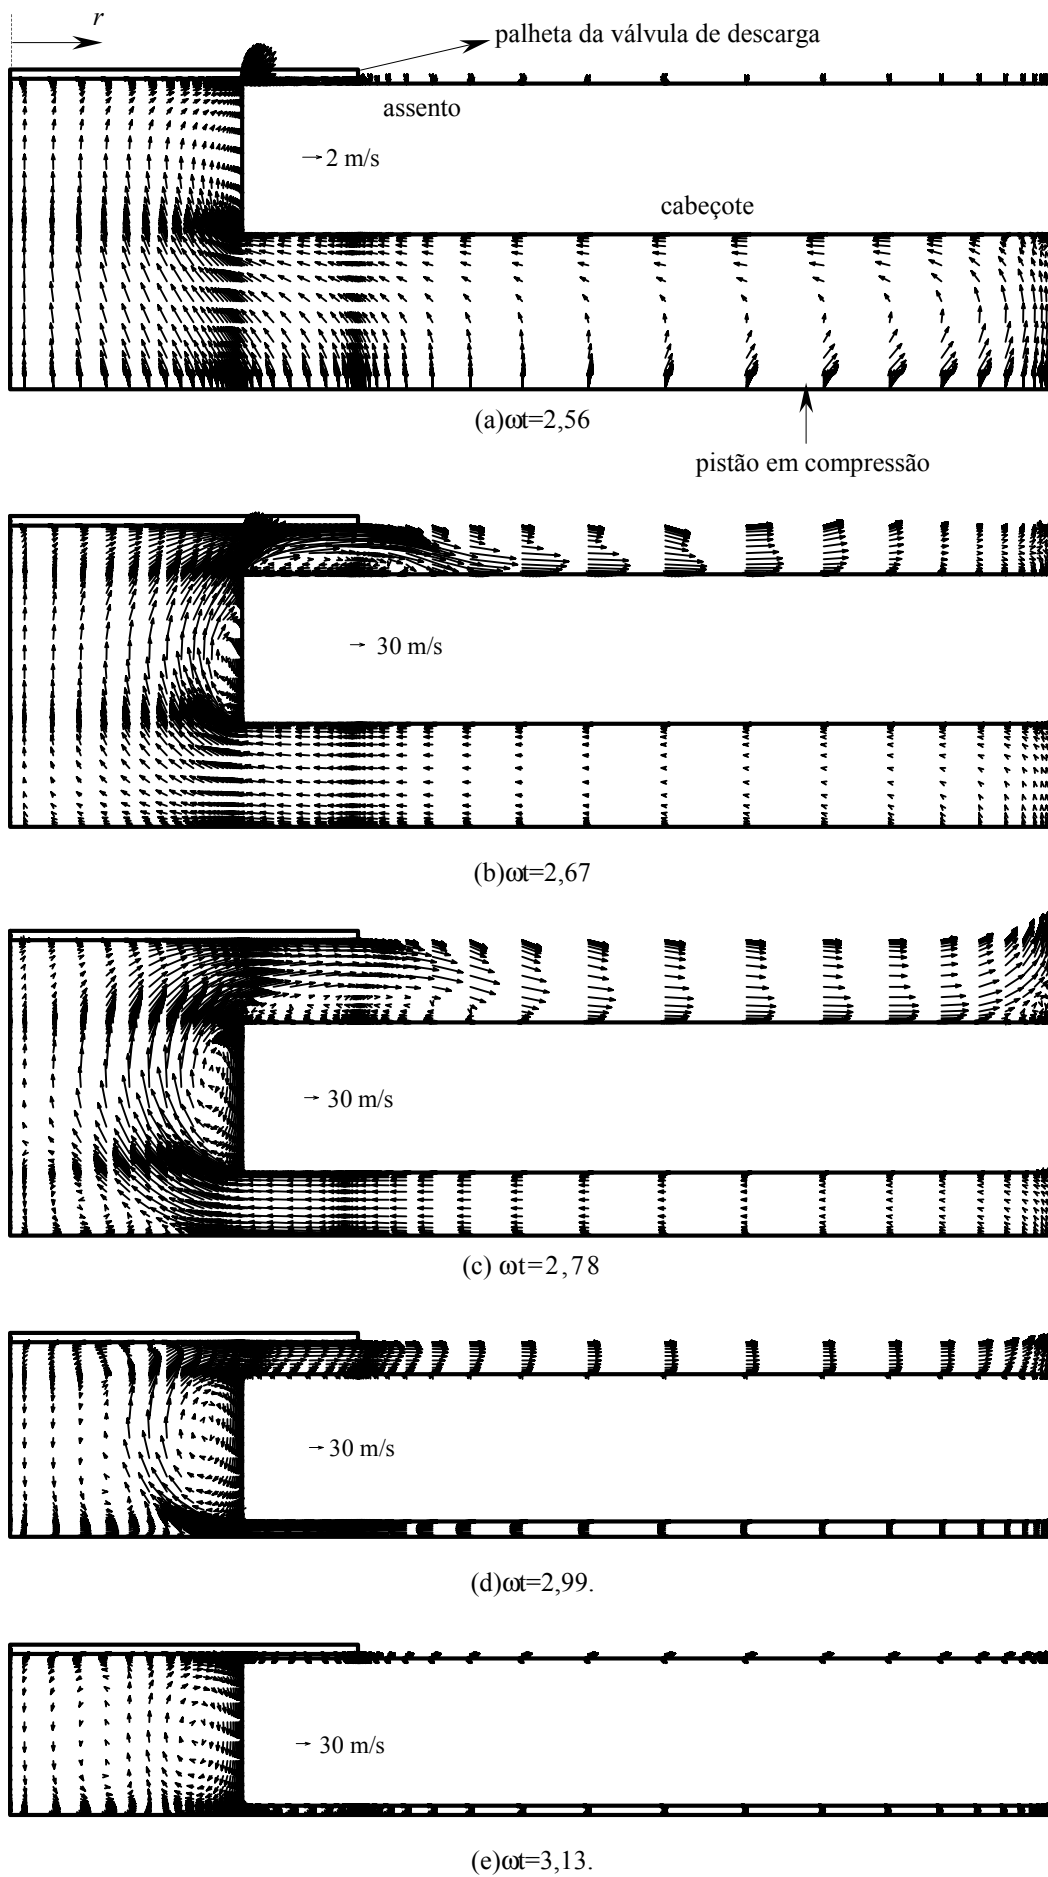 r
palheta da válvula de descarga
assento
2 m/s
cabeçote
(a)ωt=2,56
pistão em compressão
30 m/s
(b)ωt=2,67
30 m/s
(c) ωt=2,78
30 m/s
(d)ωt=2,99.
30 m/s
(e)ωt=3,13.